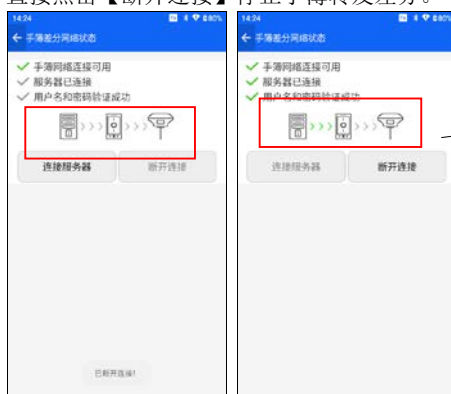 直接点击【断开连接】停止手簿转发差分。
14:24
80%
手簿差分网络状态
手簿网络连接可用
服务器已连接
用户名和密码验证成功
连接服务器
断开连接
已断开连接!
14:24
80%
手簿差分网络状态
手簿网络连接可用
服务器已连接
用户名和密码验证成功
连接服务器
断开连接